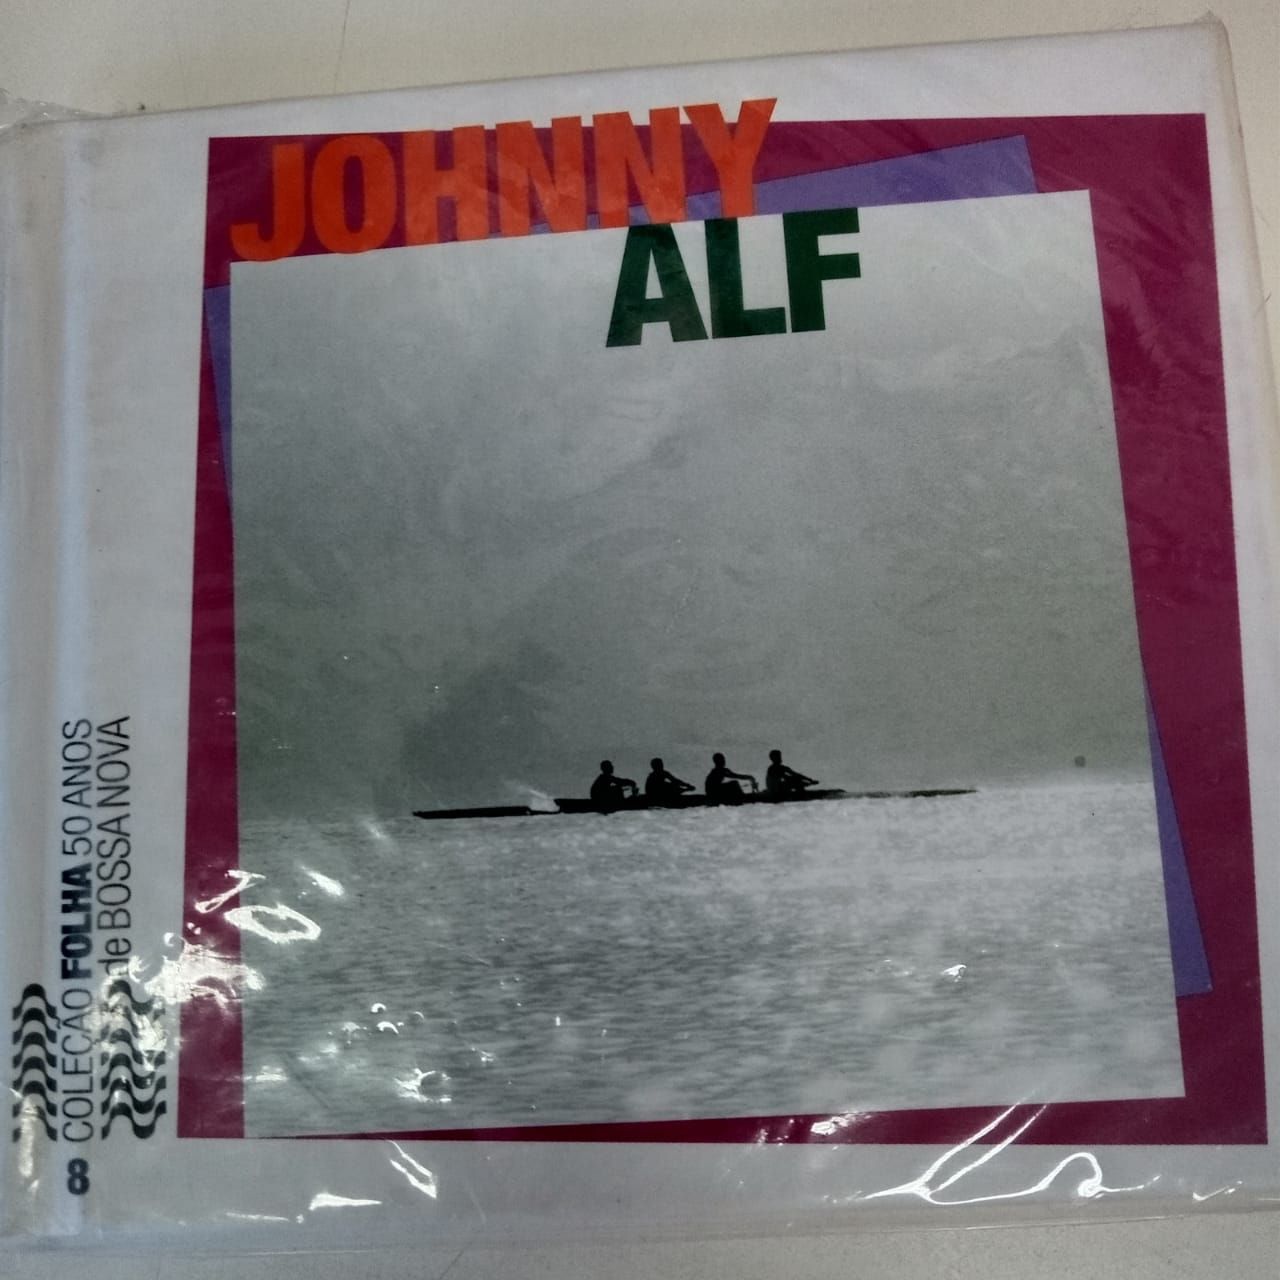 JOHNNY
ALF
COLEÇÃO FOLHA 50 ANOS
de BOSSA NOVA
8